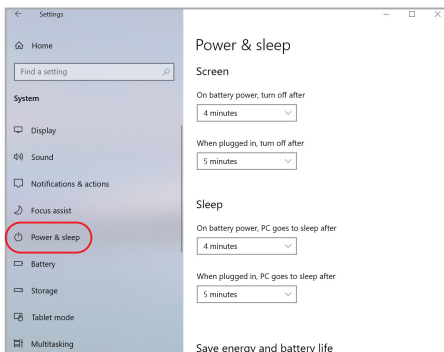 Settings
Home
Find a setting
System
Display
Sound
Notifications & actions
Focus assist
Power & sleep
Battery
Storage
Tablet mode
Multitasking
Power & sleep
Screen
On battery power, turn off after
4 minutes
When plugged in, turn off after
5 minutes
Sleep
On battery power, PC goes to sleep after
4 minutes
When plugged in, PC goes to sleep after
5 minutes
Save energy and battery life